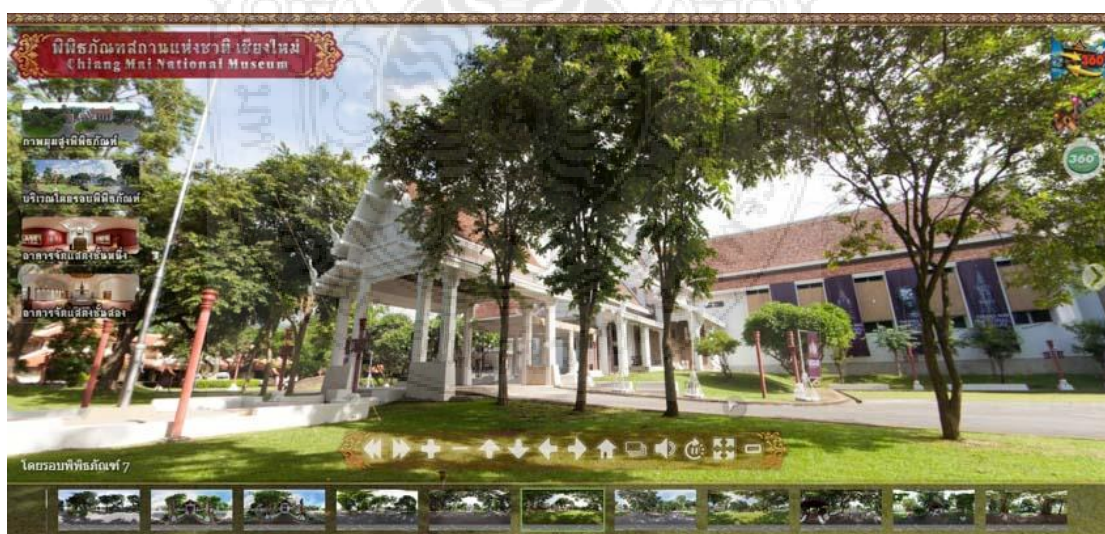 พิพิธภัณฑสถานแห่งชาติ เชียงใหม่
Chiang Mai National Museum
ภาพมุมสูงพิพิธภัณฑ์
บริเวณโดยรอบพิพิธภัณฑ์
อาคารจัดแสดงชั้นหนึ่ง
อาคารจัดแสดงชั้นสอง
360
360°
โดยรอบพิพิธภัณฑ์ 7